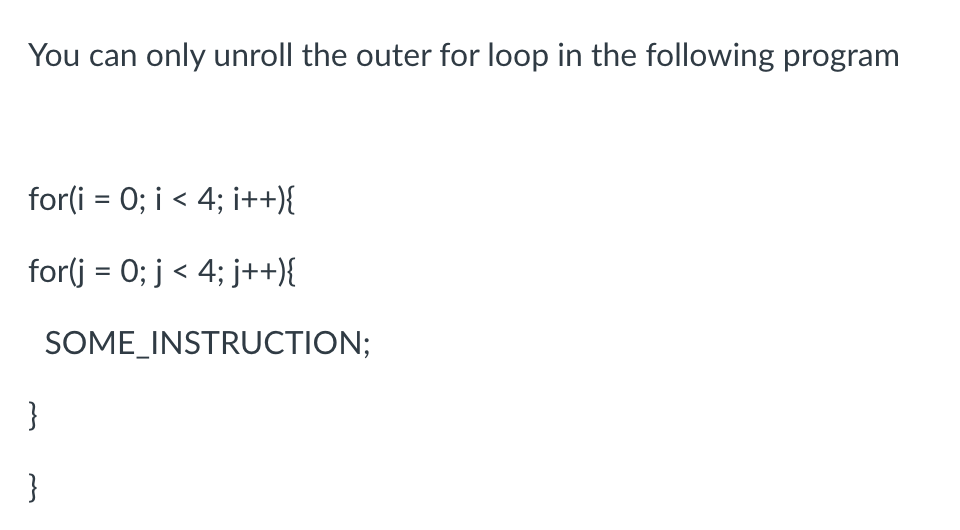 You can only unroll the outer for loop in the following program
for(i = 0; i < 4; i++){
for(j = 0; j < 4; j++){
SOME_INSTRUCTION;
}
}